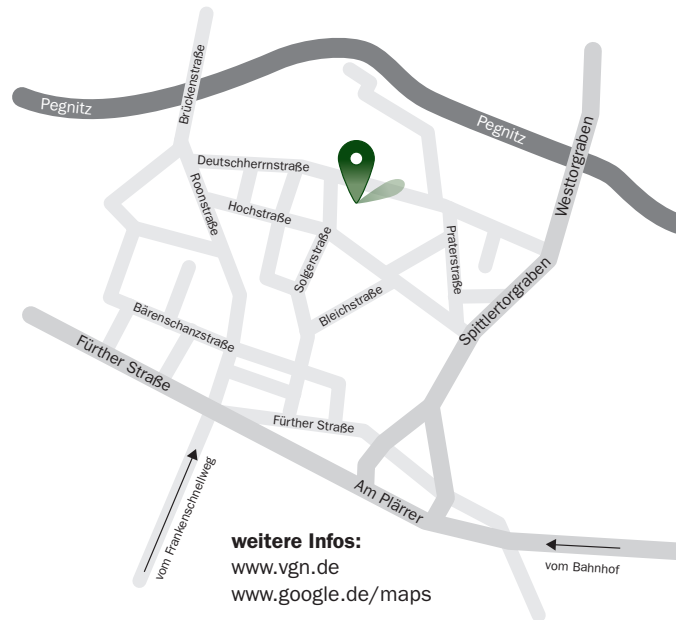 Brückenstraße
Pegnitz
Pegnitz
Westtorgraben
Deutschherrnstraße
Roonstraße
Hochstraße
Solgerstraße
Praterstraße
Bleichstraße
Spittlertorgraben
Bärenschanzstraße
Fürther Straße
Fürther Straße
Am Plärrer
vom Frankenschnellweg
vom Bahnhof
weitere Infos:
www.vgn.de
www.google.de/maps